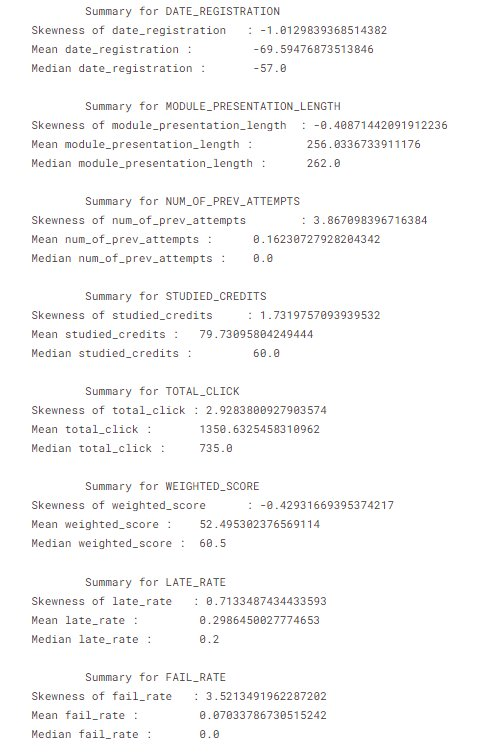 Summary for DATE_REGISTRATION
Skewness of date_registration : -1.0129839368514382
Mean date_registration : -69.59476873513846
Median date_registration : -57.0
Summary for MODULE_PRESENTATION_LENGTH
Skewness of module_presentation_length : -0.40871442091912236
Mean module_presentation_length : 256.0336733911176
Median module_presentation_length : 262.0
Summary for NUM_OF_PREV_ATTEMPTS
Skewness of num_of_prev_attempts : 3.867098396716384
Mean num_of_prev_attempts : 0.16230727928204342
Median num_of_prev_attempts : 0.0
Summary for STUDIED_CREDITS
Skewness of studied_credits : 1.7319757093939532
Mean studied_credits : 79.73095804249444
Median studied_credits : 60.0
Summary for TOTAL_CLICK
Skewness of total_click : 2.9283800927903574
Mean total_click : 1350.6325458310962
Median total_click : 735.0
Summary for WEIGHTED_SCORE
Skewness of weighted_score : -0.42931669395374217
Mean weighted_score : 52.495302376569114
Median weighted_score : 60.5
Summary for LATE_RATE
Skewness of late_rate : 0.7133487434433593
Mean late_rate : 0.2986450027774653
Median late_rate : 0.2
Summary for FAIL_RATE
Skewness of fail_rate : 3.5213491962287202
Mean fail_rate : 0.07033786730515242
Median fail_rate : 0.0